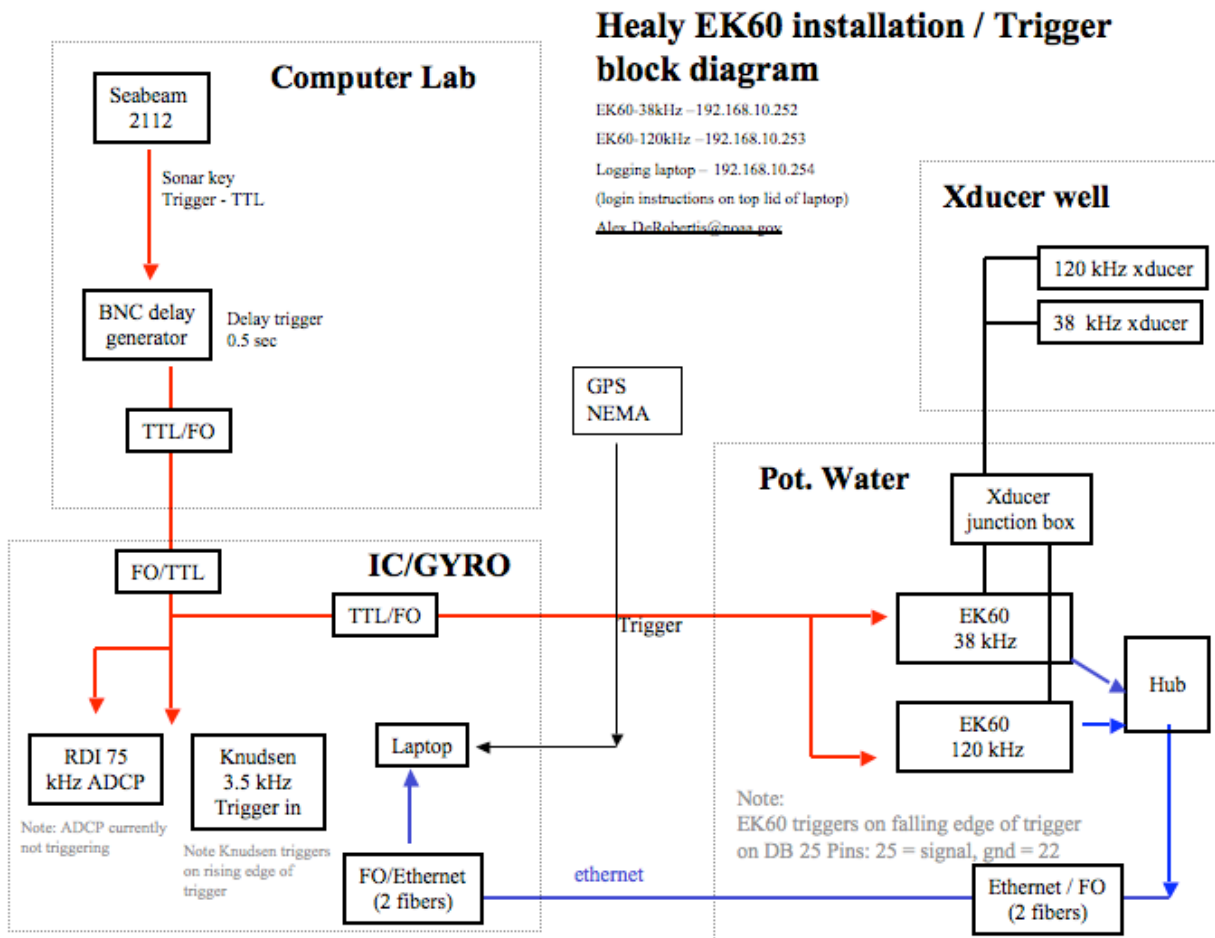 Healy EK60 installation / Trigger
block diagram
EK60-38kHz –192.168.10.252
EK60-120kHz –192.168.10.253
Logging laptop – 192.168.10.254
(login instructions on top lid of laptop)
Alex.DeRobertis@noaa.gov
Computer Lab
Seabeam
2112
Sonar key
Trigger - TTL
BNC delay
generator
Delay trigger
0.5 sec
TTL/FO
Xducer well
120 kHz xducer
38 kHz xducer
GPS
NEMA
Pot. Water
Xducer
junction box
IC/GYRO
FO/TTL
TTL/FO
Trigger
EK60
38 kHz
Hub
EK60
120 kHz
RDI 75
kHz ADCP
Knudsen
3.5 kHz
Trigger in
Laptop
Note: ADCP currently
not triggering
Note Knudsen triggers
on rising edge of
trigger
Note:
EK60 triggers on falling edge of trigger
on DB 25 Pins: 25 = signal, gnd = 22
FO/Ethernet
(2 fibers)
ethernet
Ethernet / FO
(2 fibers)